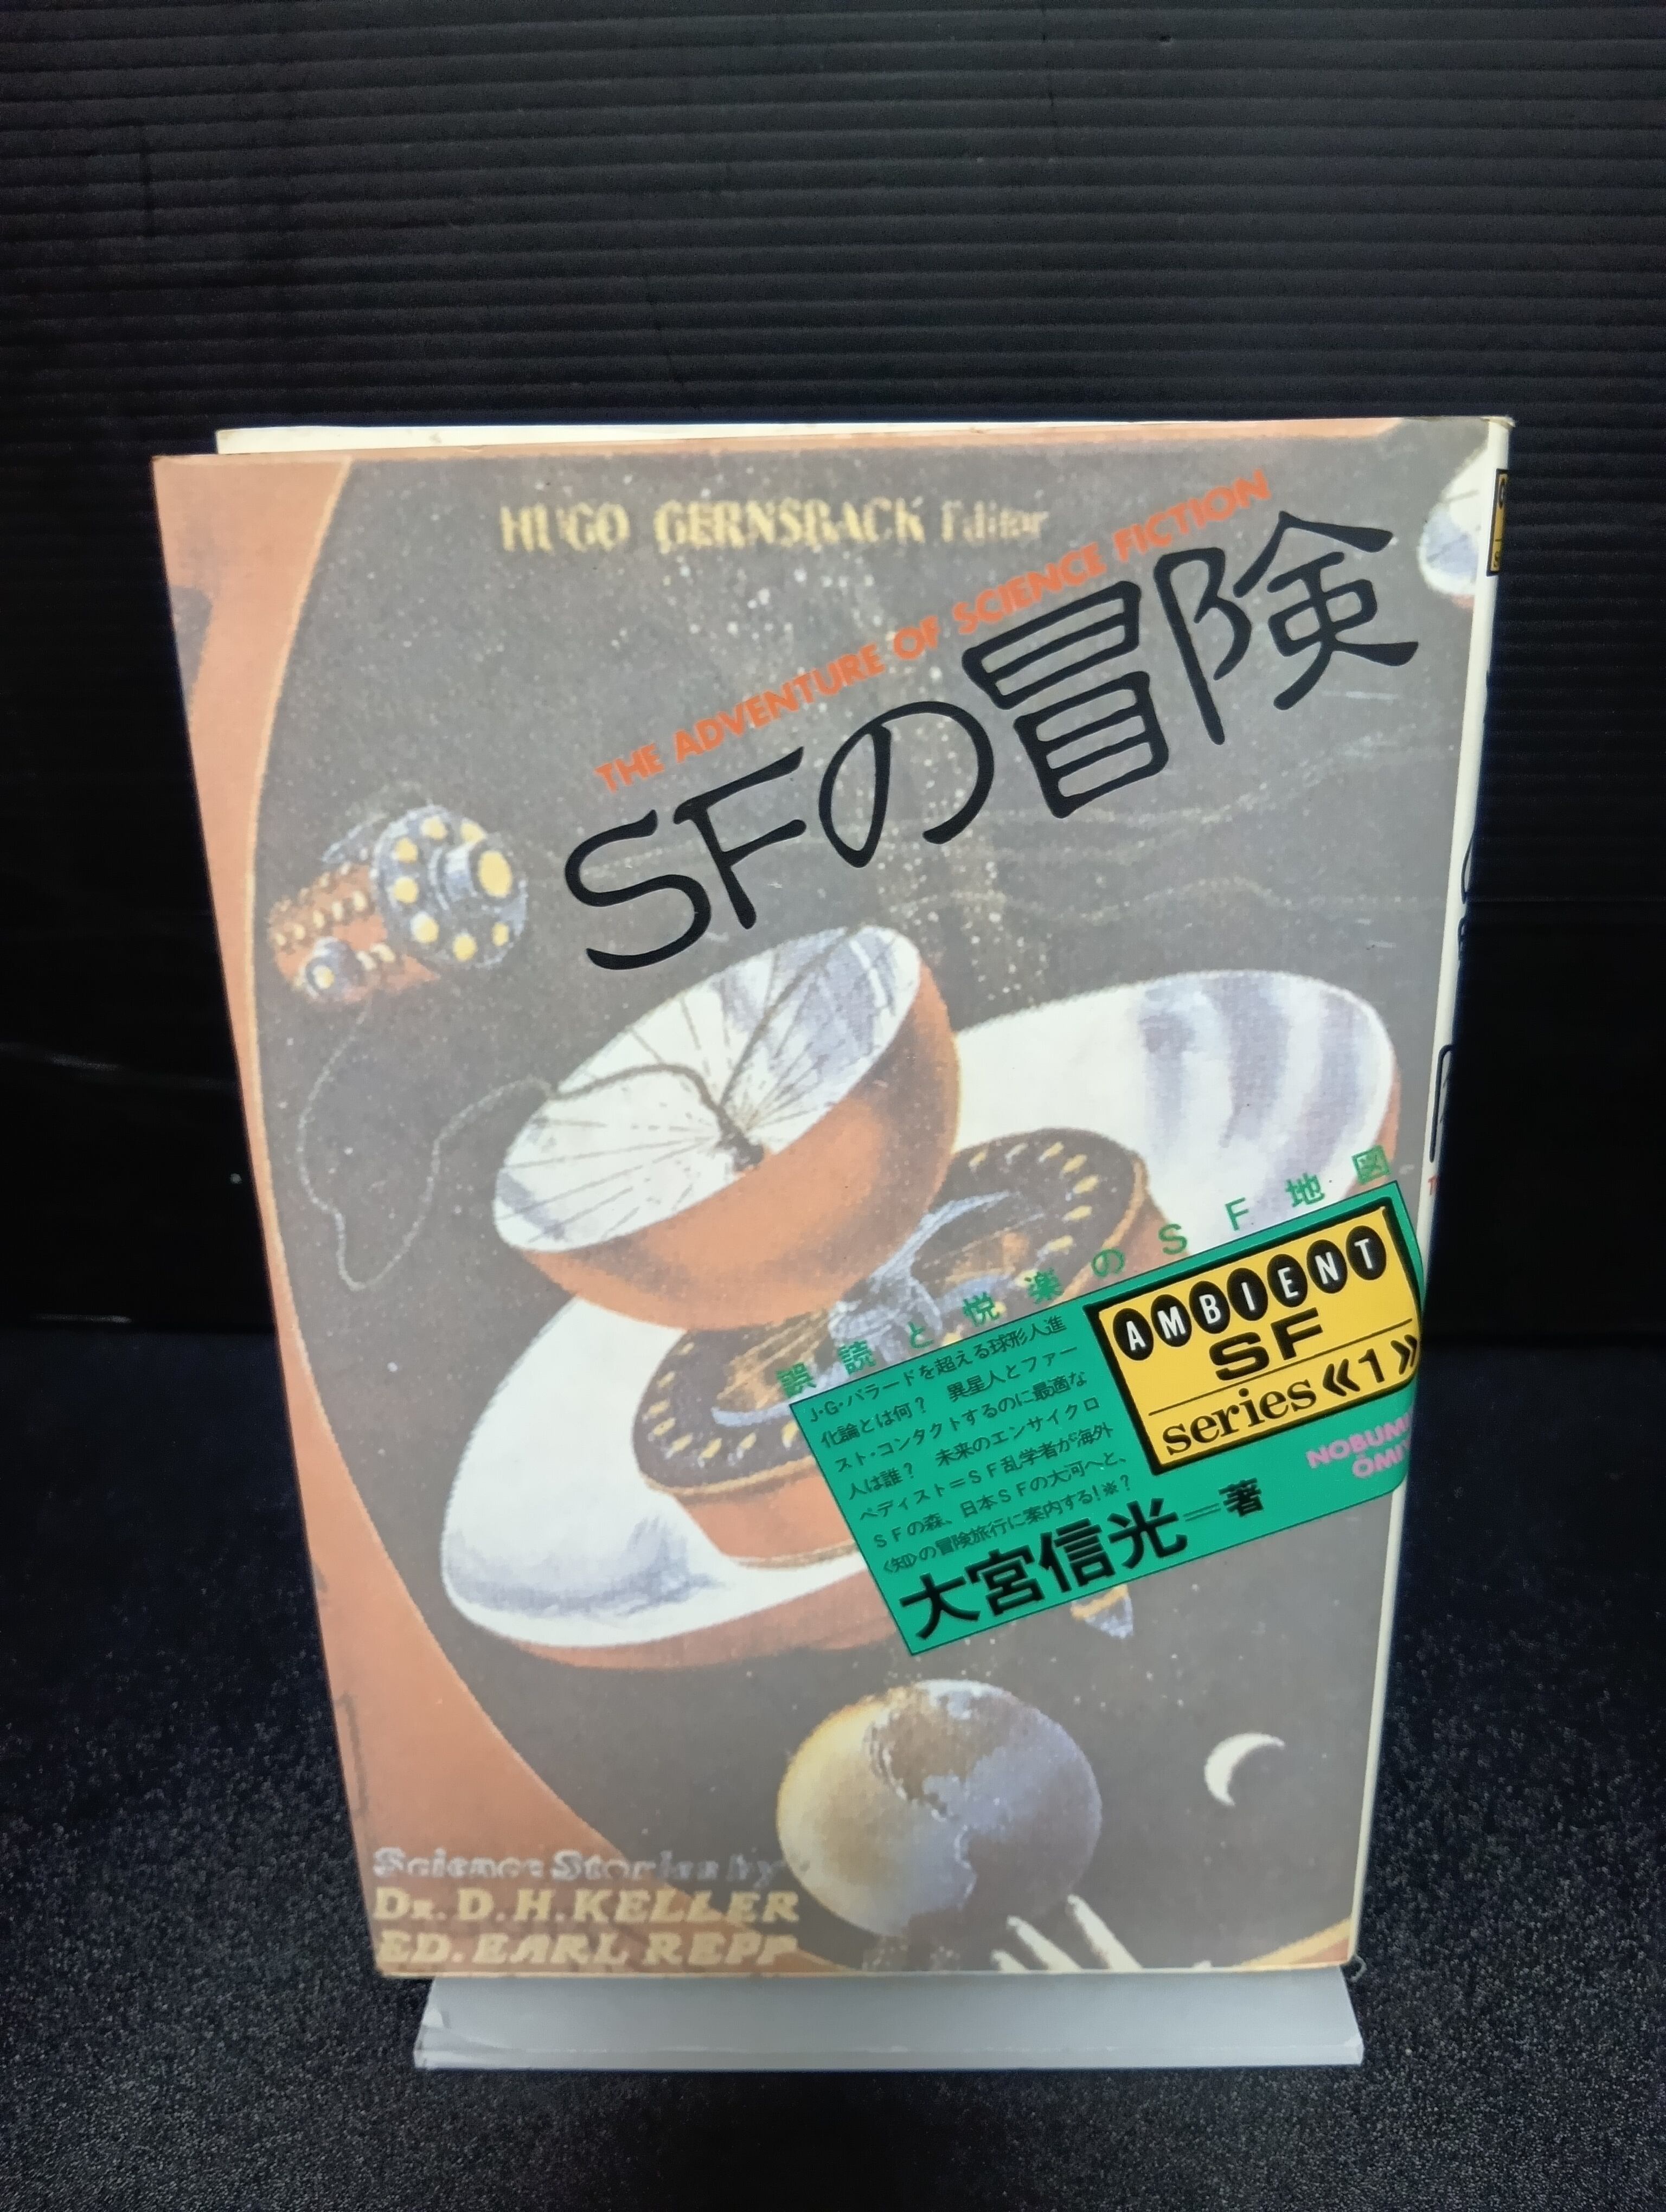 HUGO GERNSBACK Editor
THE ADVENTURE OF SCIENCE FICTION
SFの冒険
誤読と悦楽のSF地図
J・G・バラードを超える球形人進
化論とは何? 異星人とファー
スト・コンタクトするのに最適な
人は誰? 未来のエンサイクロ
ペディスト=SF乱学者が海外
SFの森、日本SFの大河へと、
《知》の冒険旅行に案内する!※?
大宮信光=著
AMBIENT
SF
series《1》
Science Stories by
DR. D. H. KELLER
ED. EARL REPP